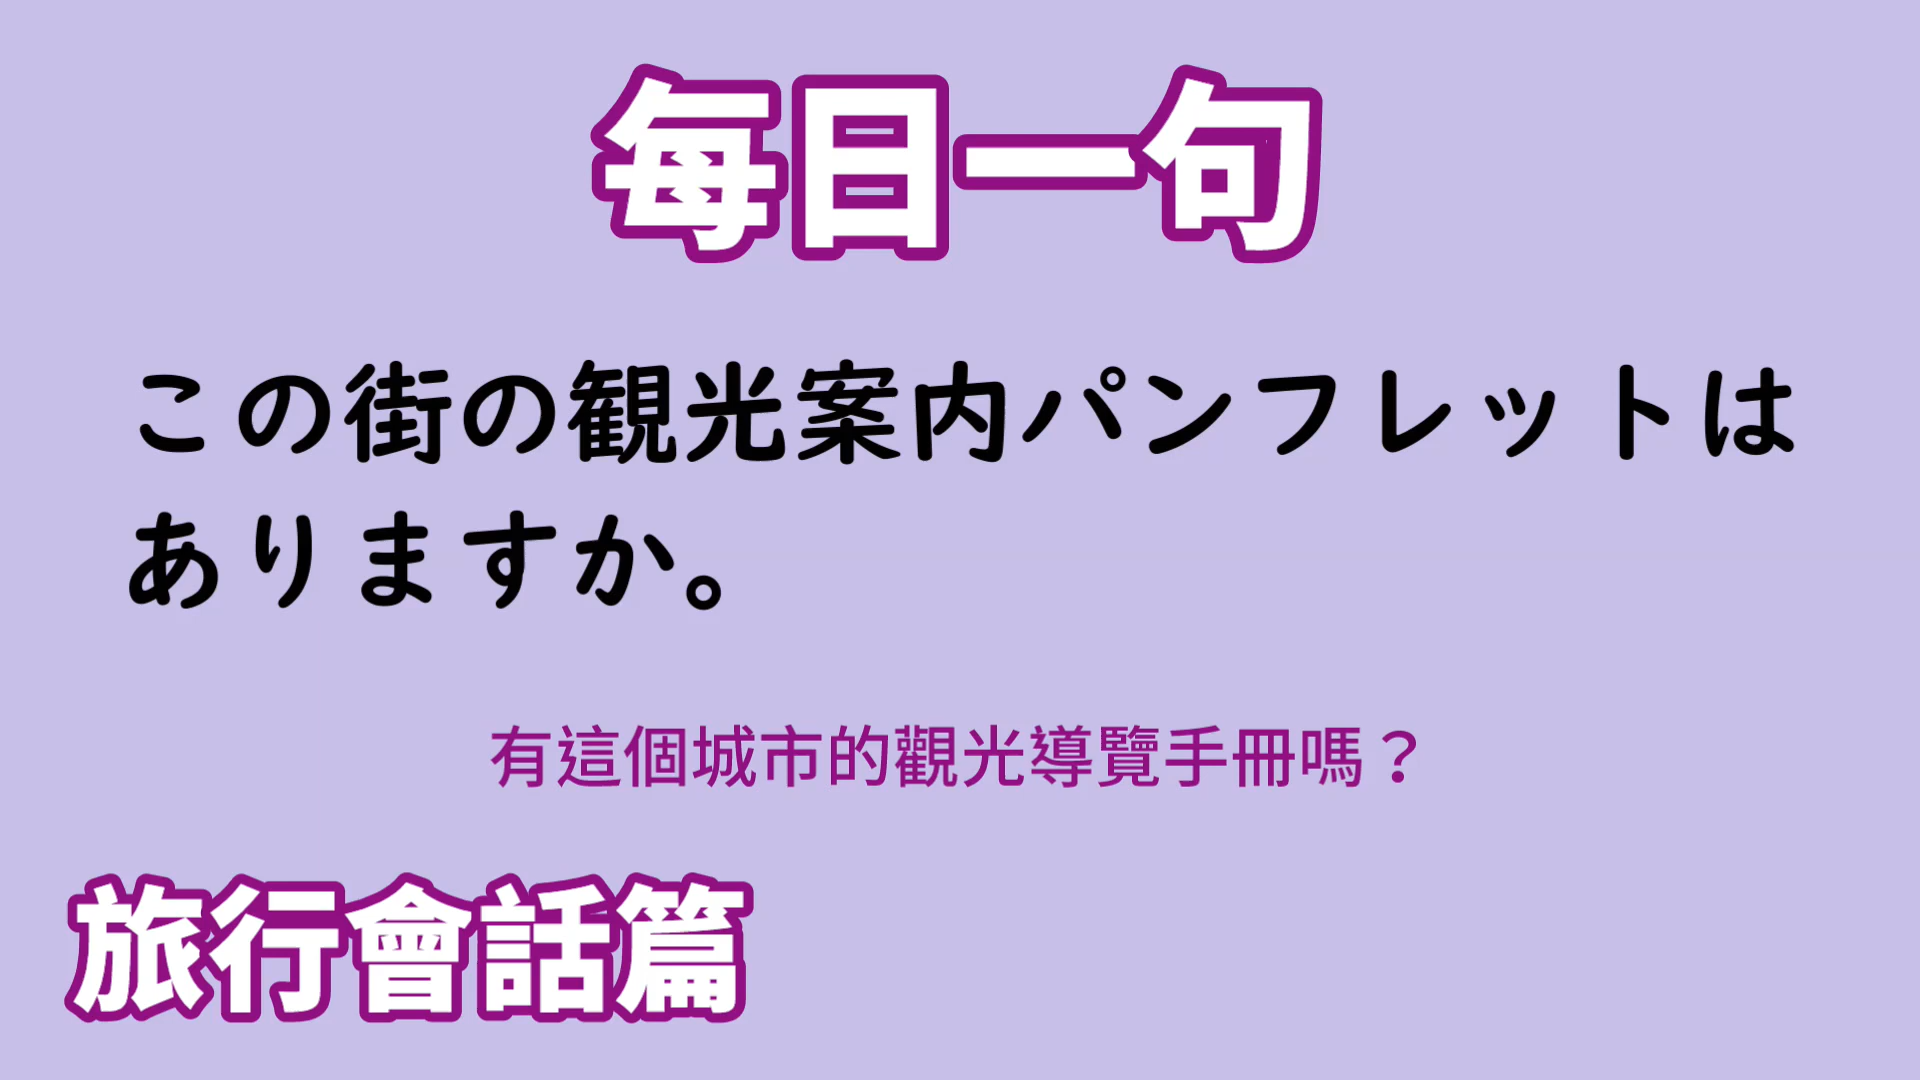 每日一句
この街の観光案内パンフレットは
ありますか。
有這個城市的觀光導覽手冊嗎？
旅行會話篇